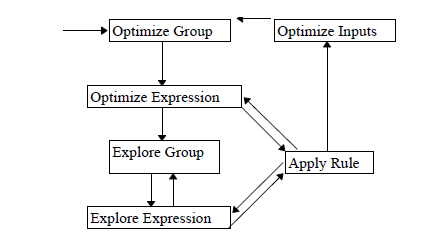 Optimize Group
Optimize Inputs
Optimize Expression
Explore Group
Apply Rule
Explore Expression